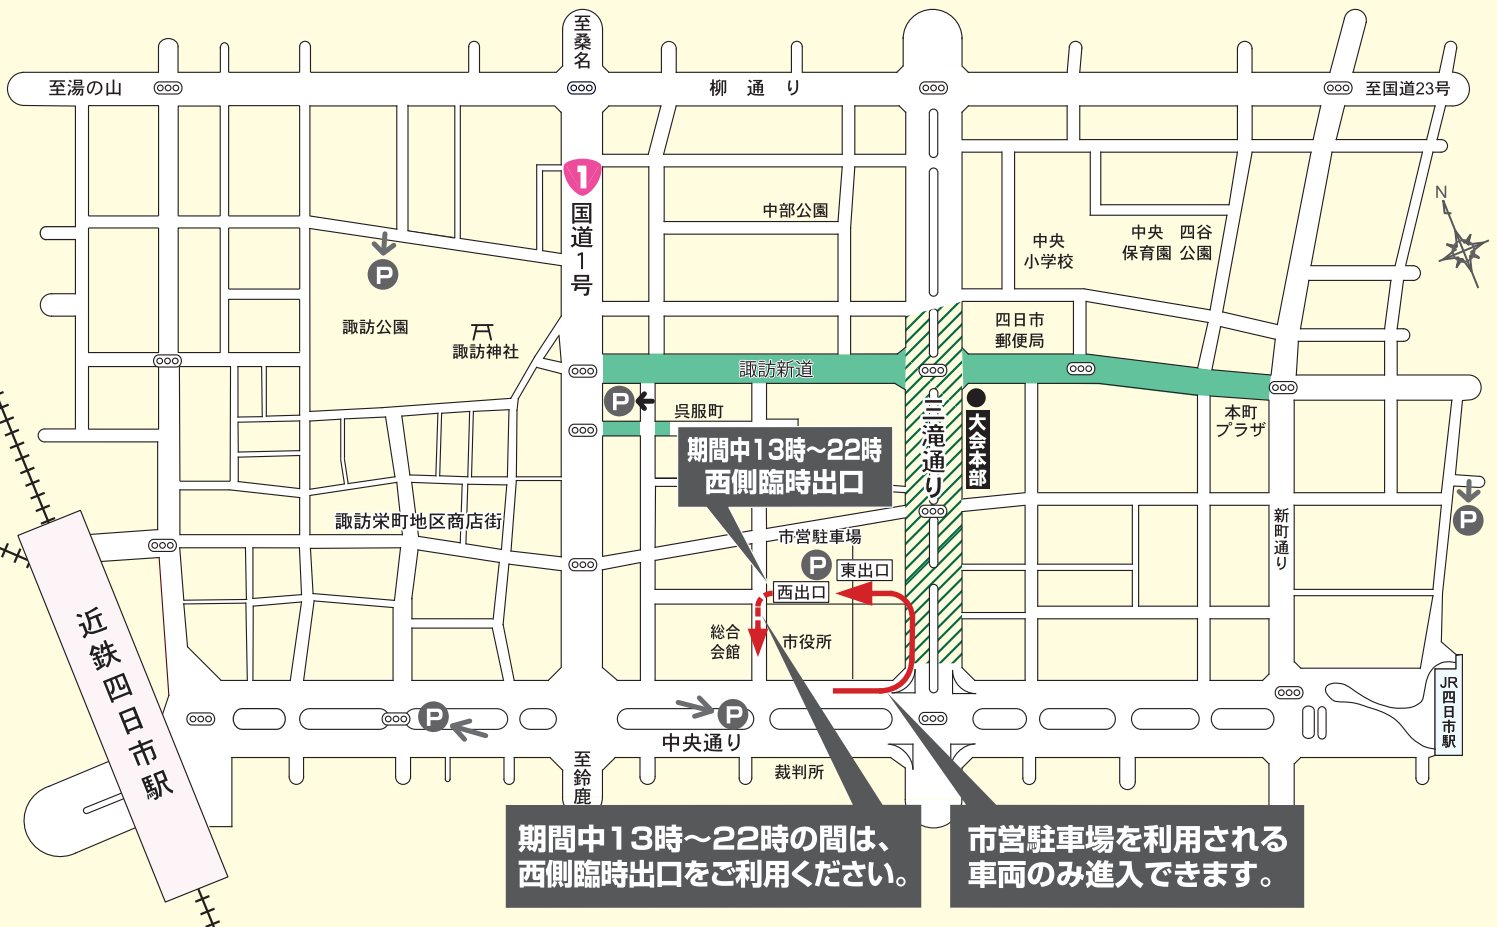 至桑名
至湯の山
柳通り
至国道23号
1
国道1号
N
中部公園
中央
小学校
中央
保育園
四谷
公園
P
諏訪公園
諏訪神社
四日市
郵便局
諏訪新道
P
呉服町
三滝通り
大会本部
本町
プラザ
期間中13時～22時
西側臨時出口
諏訪栄町地区商店街
市営駐車場
P
東出口
西出口
新町通り
P
総合
会館
市役所
近鉄四日市駅
JR四日市駅
P
P
中央通り
至鈴鹿
裁判所
期間中13時～22時の間は、
西側臨時出口をご利用ください。
市営駐車場を利用される
車両のみ進入できます。